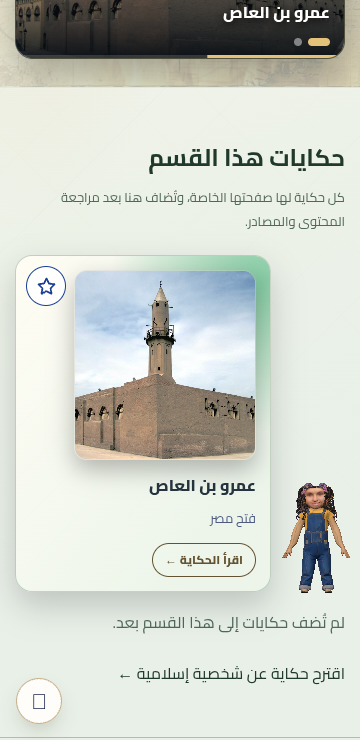 عمرو بن العاص
حكايات هذا القسم
كل حكاية لها صفحتها الخاصة، وتُضاف هنا بعد مراجعة
المحتوى والمصادر.
عمرو بن العاص
فتح مصر
اقرأ الحكاية ←
لم تُضف حكايات إلى هذا القسم بعد.
اقترح حكاية عن شخصية إسلامية ←